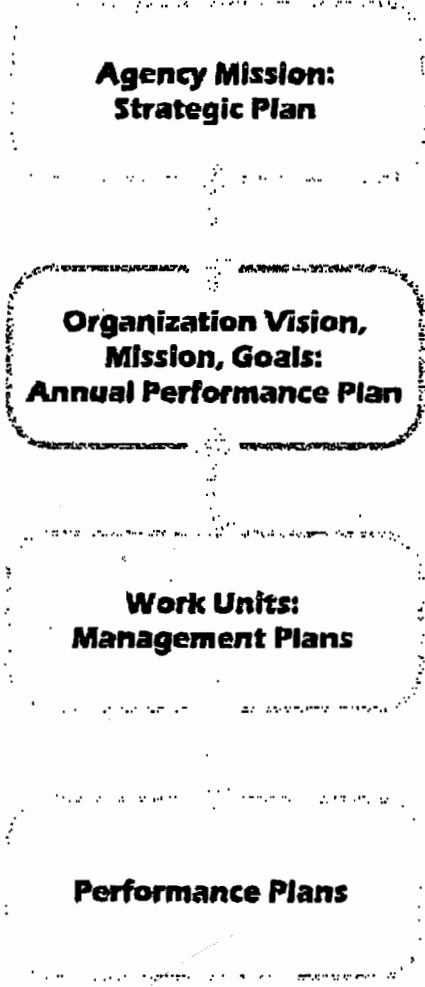 Agency Mission:
Strategic Plan
Organization Vision,
Mission, Goals:
Annual Performance Plan
Work Units:
Management Plans
Performance Plans